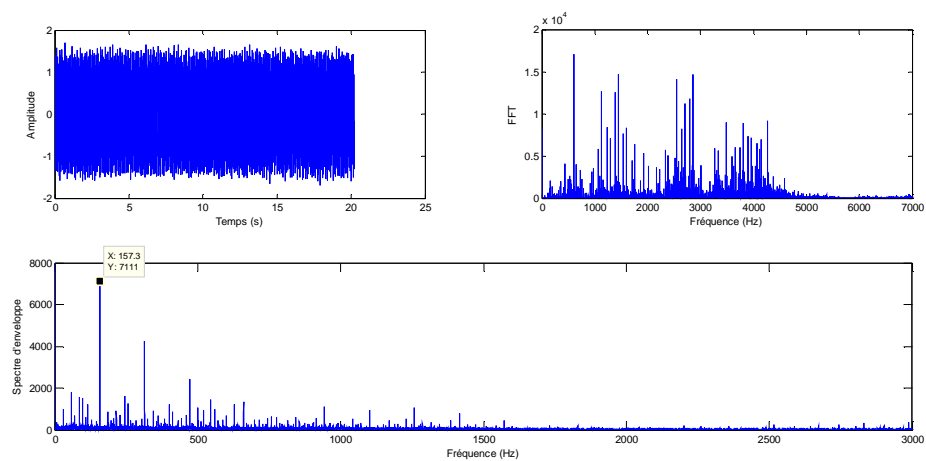 2
1
0
-1
-2
Amplitude
0 5 10 15 20 25
Temps (s)
x 10^4
2
1.5
1
0.5
0
FFT
0 1000 2000 3000 4000 5000 6000 7000
Fréquence (Hz)
X: 157.3
Y: 7111
8000
6000
4000
2000
0
Spectre d'enveloppe
0 500 1000 1500 2000 2500 3000
Fréquence (Hz)